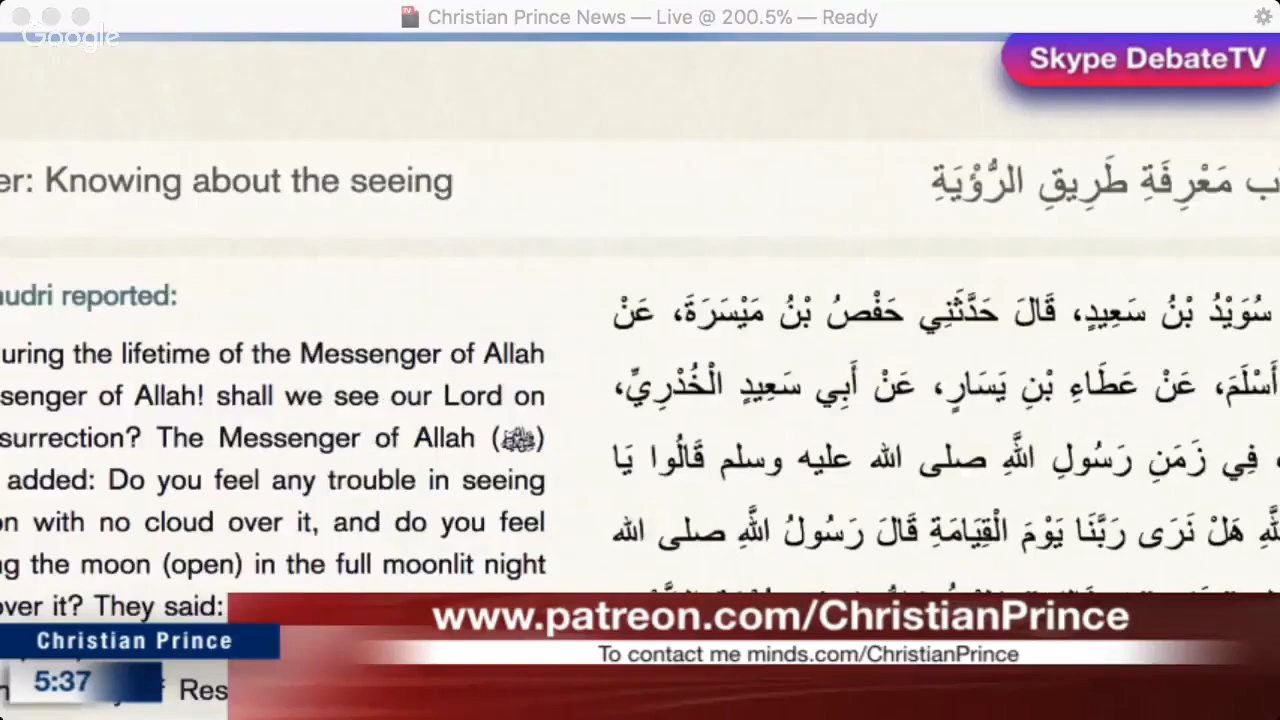 Christian Prince News — Live @ 200.5% — Ready
Google
Skype DebateTV
er: Knowing about the seeing
مَعْرِفَةِ طَرِيقِ الرُّؤْيَةِ
udri reported:
uring the lifetime of the Messenger of Allah
senger of Allah! shall we see our Lord on
surrection? The Messenger of Allah (ﷺ)
added: Do you feel any trouble in seeing
on with no cloud over it, and do you feel
ng the moon (open) in the full moonlit night
over it? They said:
Res
سُوَيْدُ بْنُ سَعِيدٍ، قَالَ حَدَّثَنِي حَفْصُ بْنُ مَيْسَرَةَ، عَنْ
أَسْلَمَ، عَنْ عَطَاءِ بْنِ يَسَارٍ، عَنْ أَبِي سَعِيدٍ الْخُدْرِيِّ،
فِي زَمَنِ رَسُولِ اللَّهِ صلى الله عليه وسلم قَالُوا يَا
للَّهِ هَلْ نَرَى رَبَّنَا يَوْمَ الْقِيَامَةِ قَالَ رَسُولُ اللَّهِ صلى الله
www.patreon.com/ChristianPrince
To contact me minds.com/ChristianPrince
Christian Prince
5:37